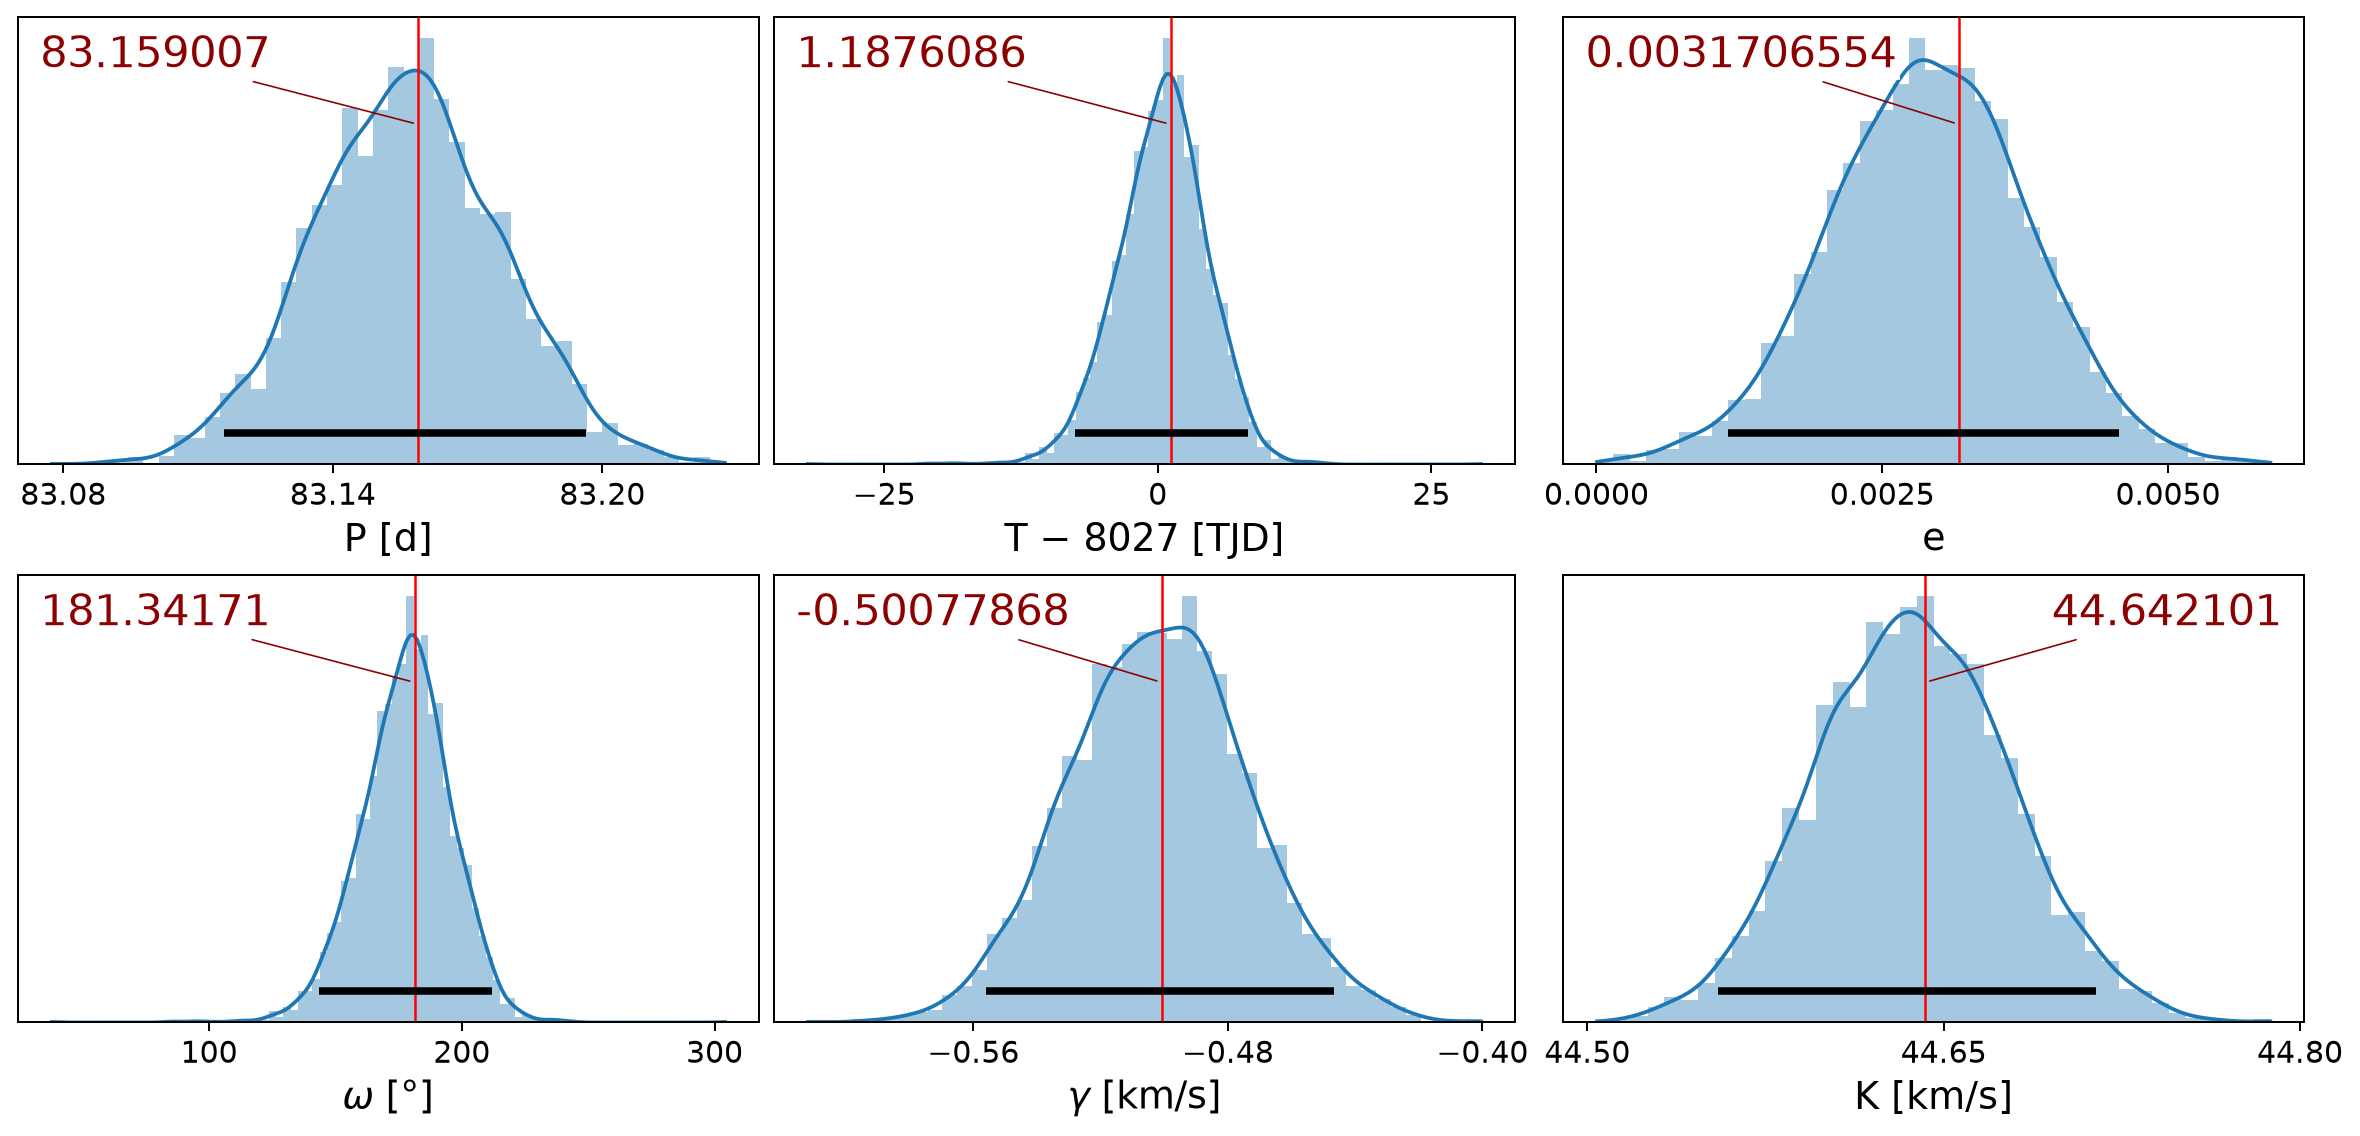 83.159007
83.08 83.14 83.20
P [d]
1.1876086
−25 0 25
T − 8027 [TJD]
0.0031706554
0.0000 0.0025 0.0050
e
181.34171
100 200 300
ω [°]
-0.50077868
−0.56 −0.48 −0.40
γ [km/s]
44.642101
44.50 44.65 44.80
K [km/s]